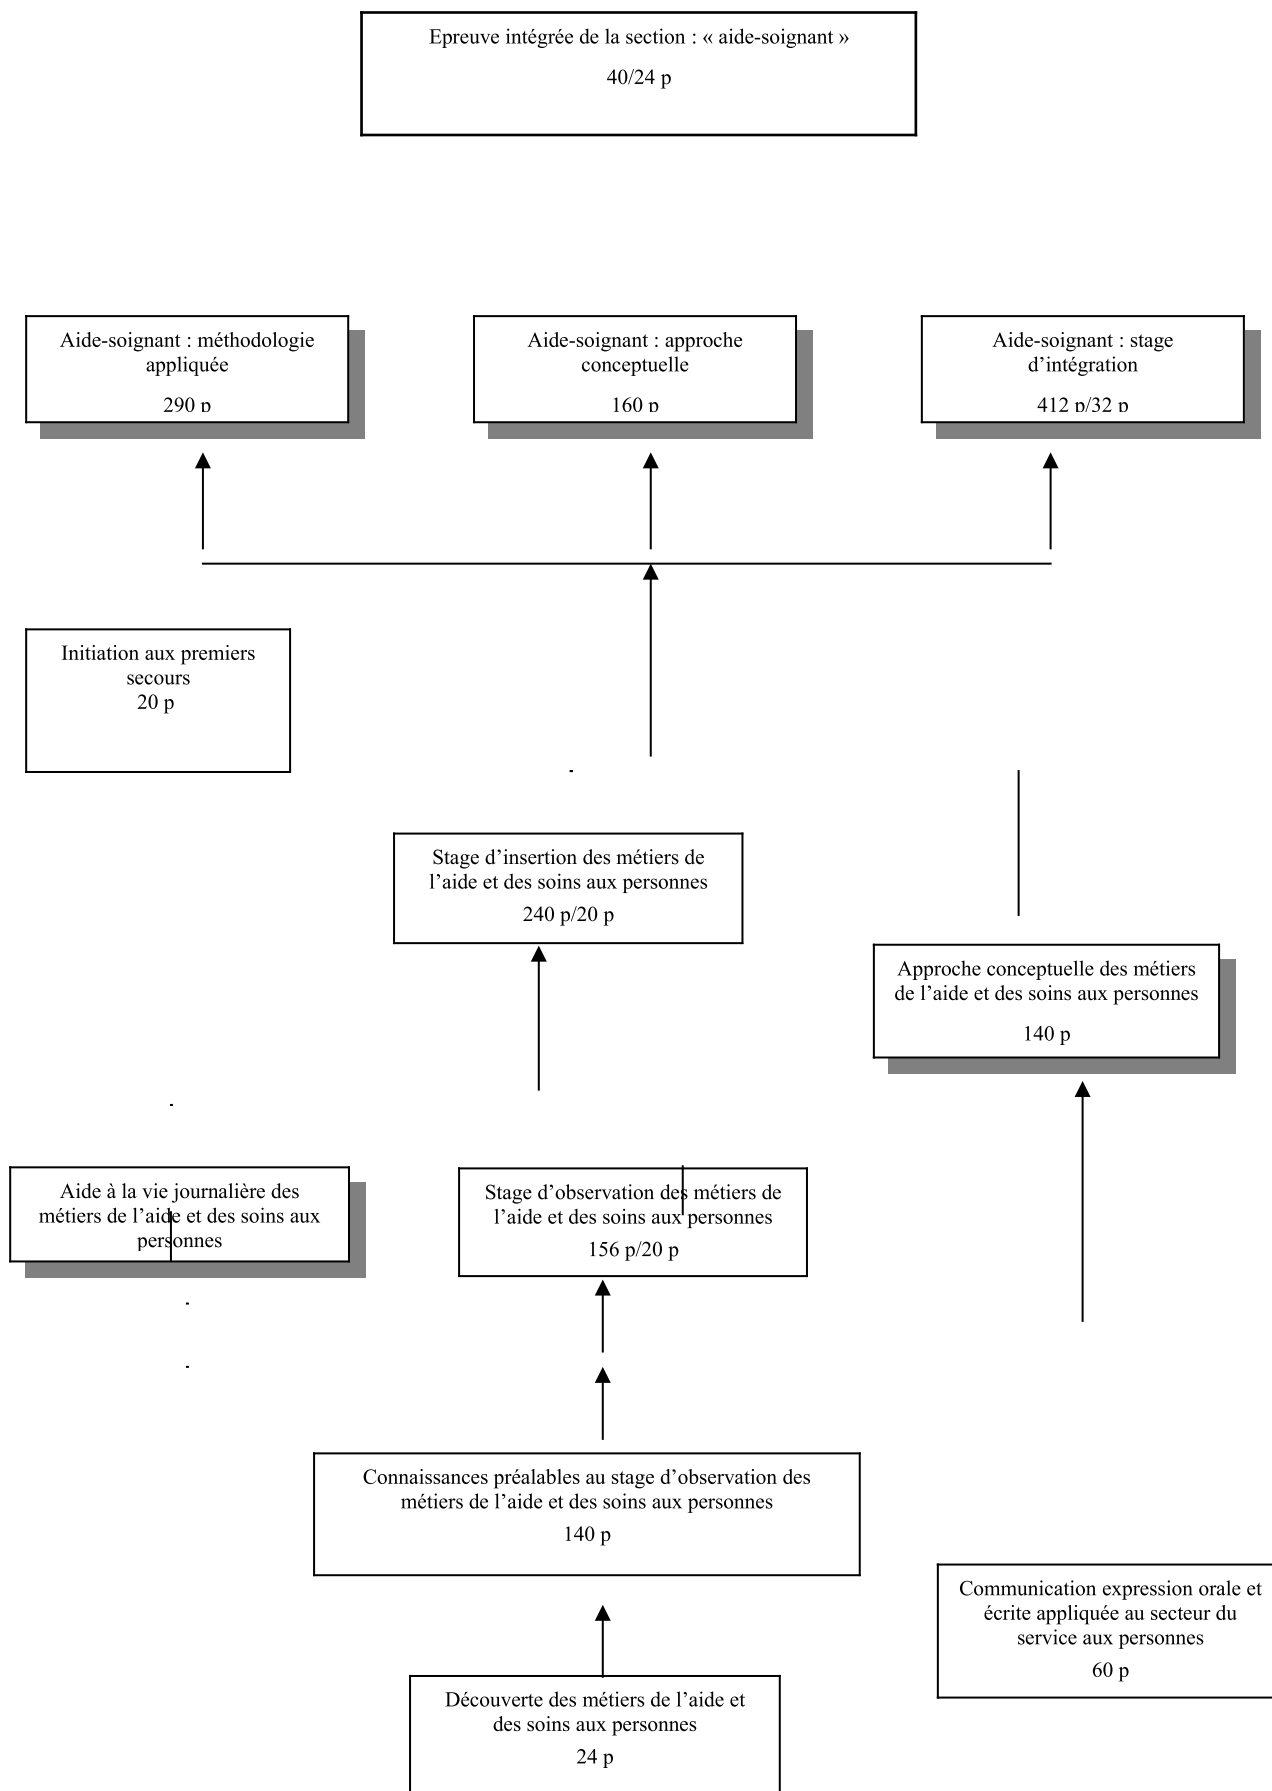 Epreuve intégrée de la section : « aide-soignant »
40/24 p
Aide-soignant : méthodologie
appliquée
290 p
Aide-soignant : approche
conceptuelle
160 p
Aide-soignant : stage
d’intégration
412 p/32 p
Initiation aux premiers
secours
20 p
Stage d’insertion des métiers de
l’aide et des soins aux personnes
240 p/20 p
Approche conceptuelle des métiers
de l’aide et des soins aux personnes
140 p
Aide à la vie journalière des
métiers de l’aide et des soins aux
personnes
Stage d’observation des métiers de
l’aide et des soins aux personnes
156 p/20 p
Connaissances préalables au stage d’observation des
métiers de l’aide et des soins aux personnes
140 p
Communication expression orale et
écrite appliquée au secteur du
service aux personnes
60 p
Découverte des métiers de l’aide et
des soins aux personnes
24 p